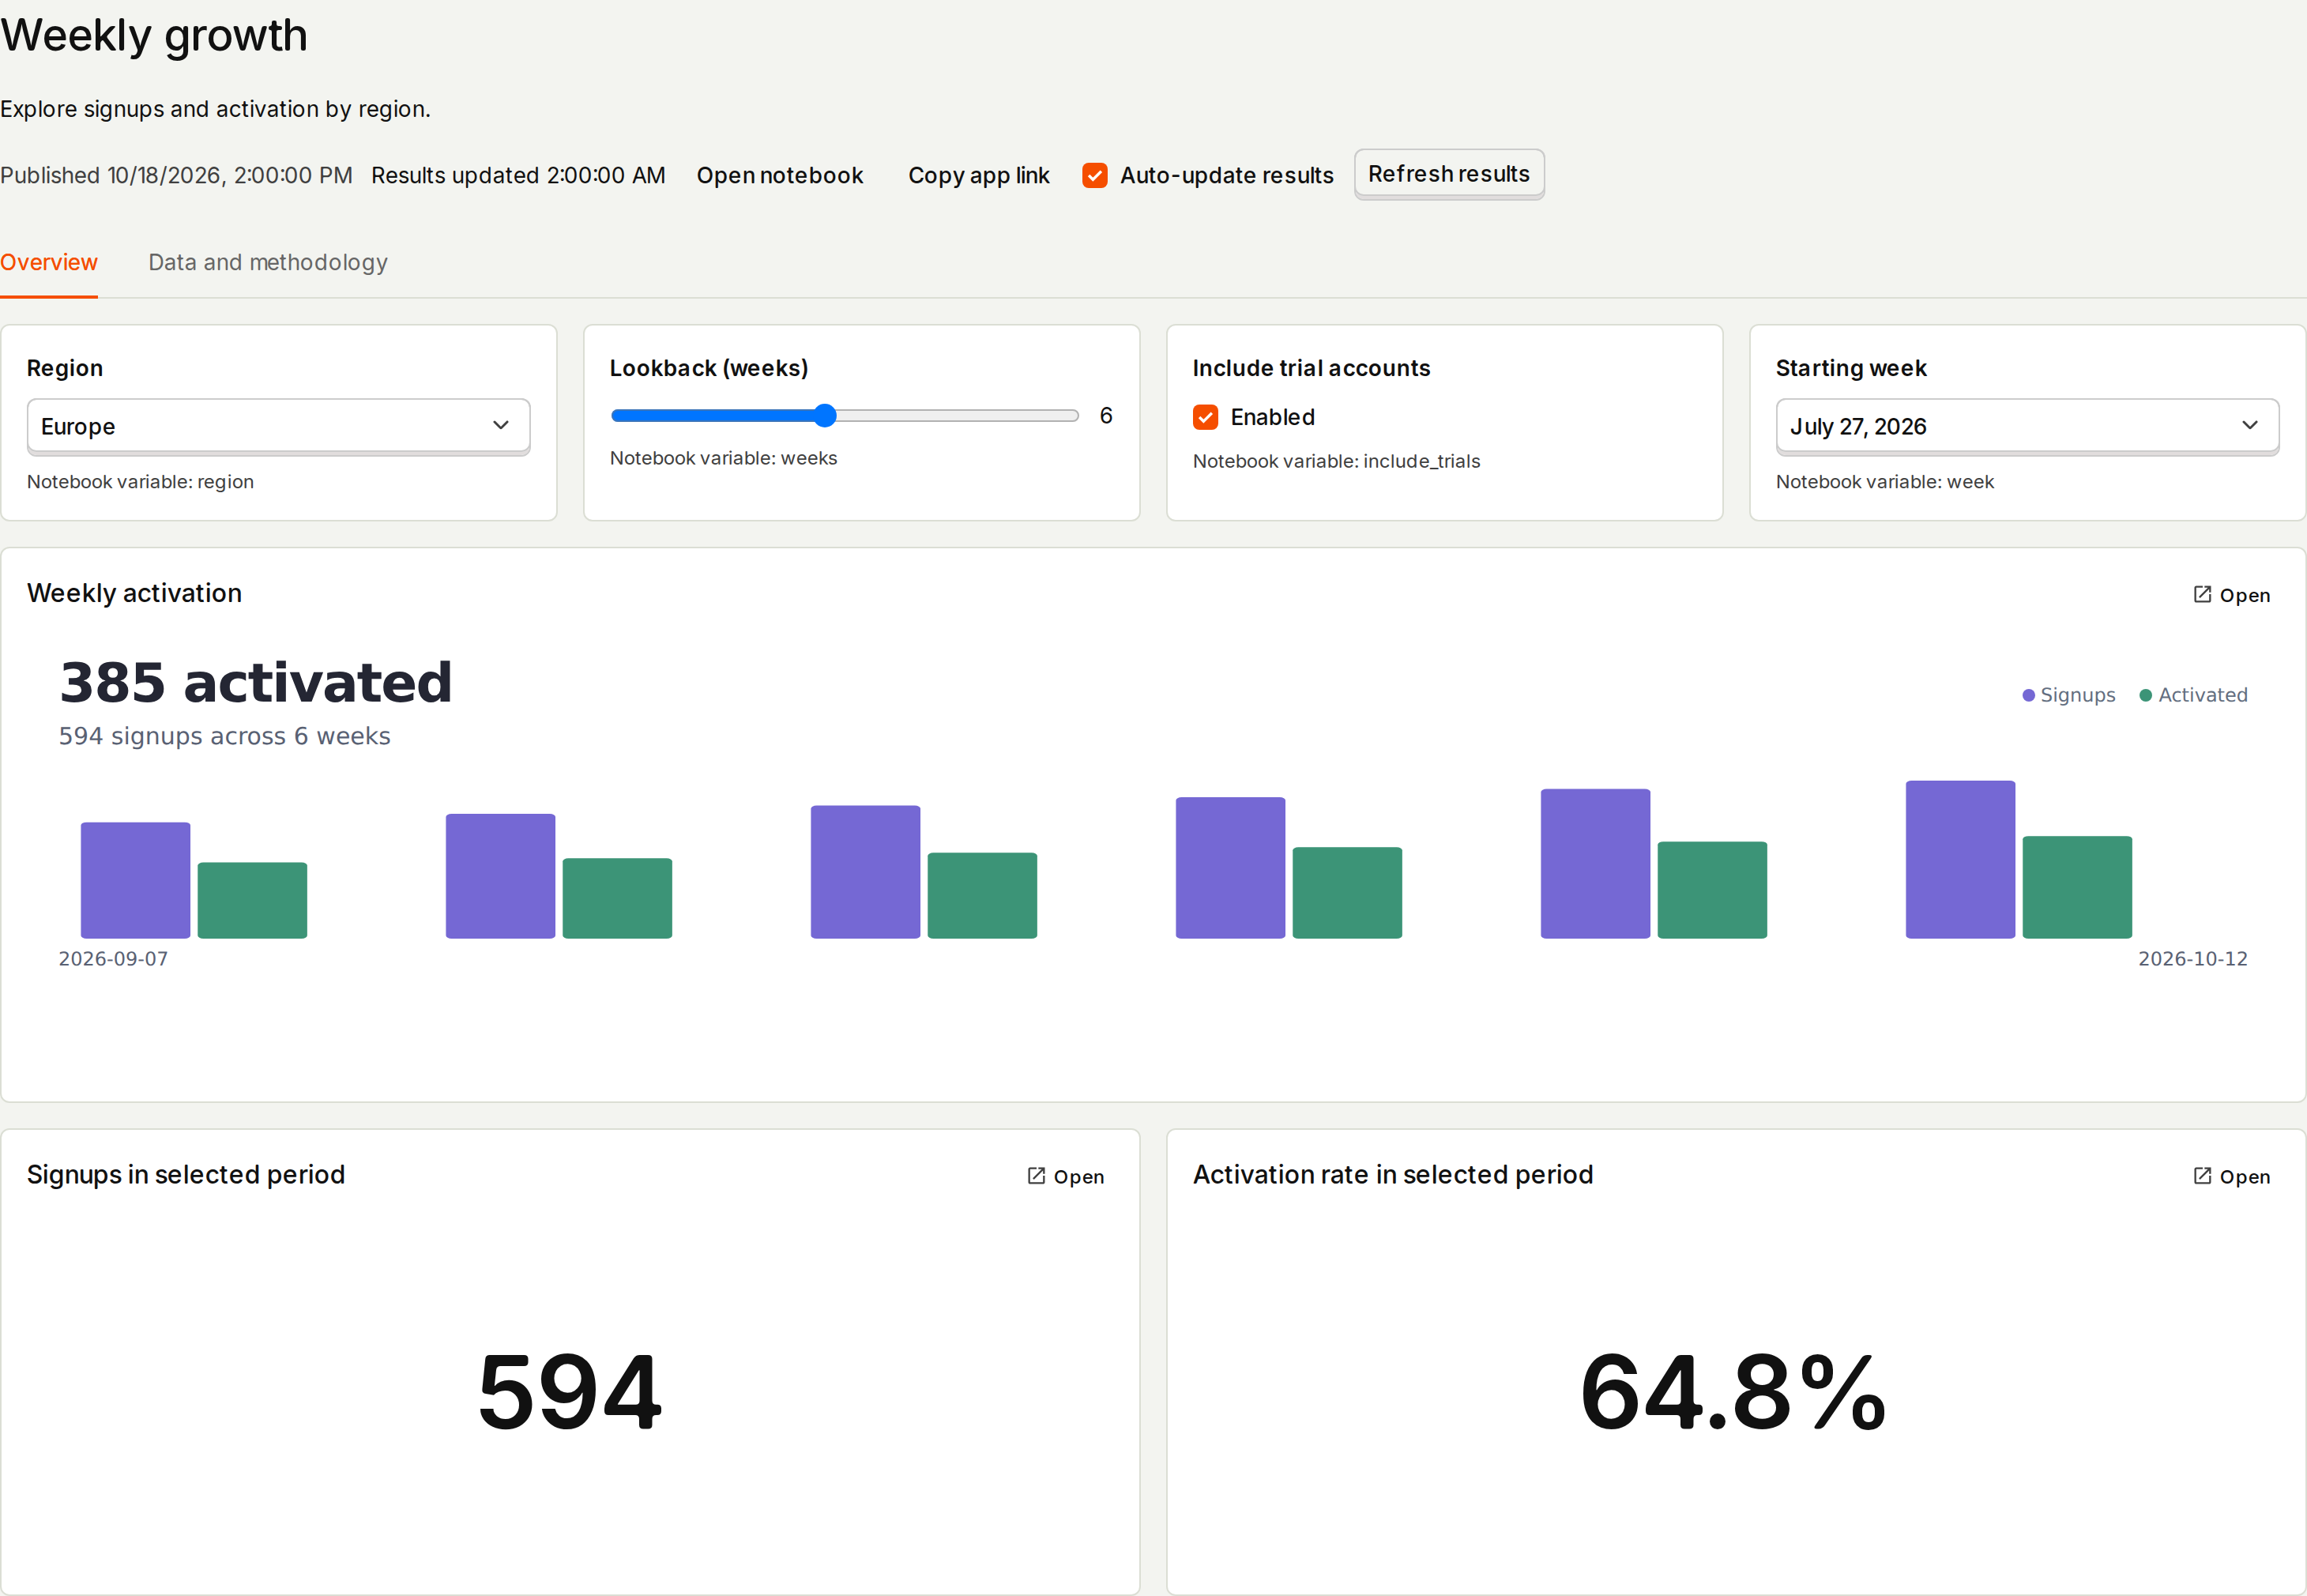 Weekly growth
Explore signups and activation by region.
Published 10/18/2026, 2:00:00 PM Results updated 2:00:00 AM Open notebook Copy app link Auto-update results Refresh results
Overview Data and methodology
Region
Europe
Notebook variable: region
Lookback (weeks)
6
Notebook variable: weeks
Include trial accounts
Enabled
Notebook variable: include_trials
Starting week
July 27, 2026
Notebook variable: week
Weekly activation Open
385 activated
594 signups across 6 weeks
Signups Activated
2026-09-07 2026-10-12
Signups in selected period Open
594
Activation rate in selected period Open
64.8%